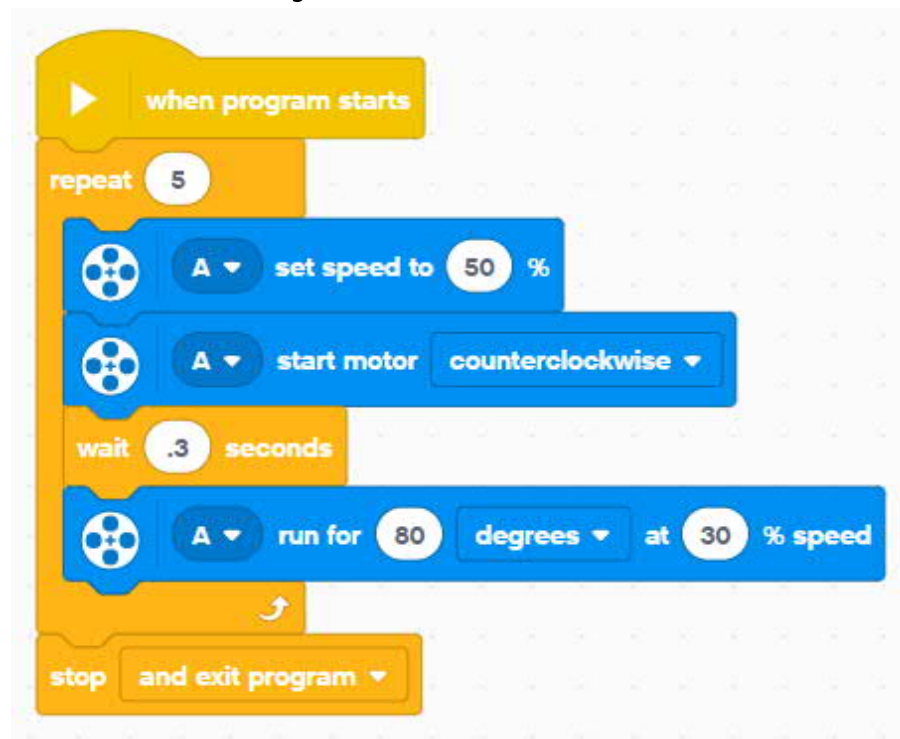 when program starts
repeat 5
A set speed to 50 %
A start motor counterclockwise
wait .3 seconds
A run for 80 degrees at 30 % speed
stop and exit program